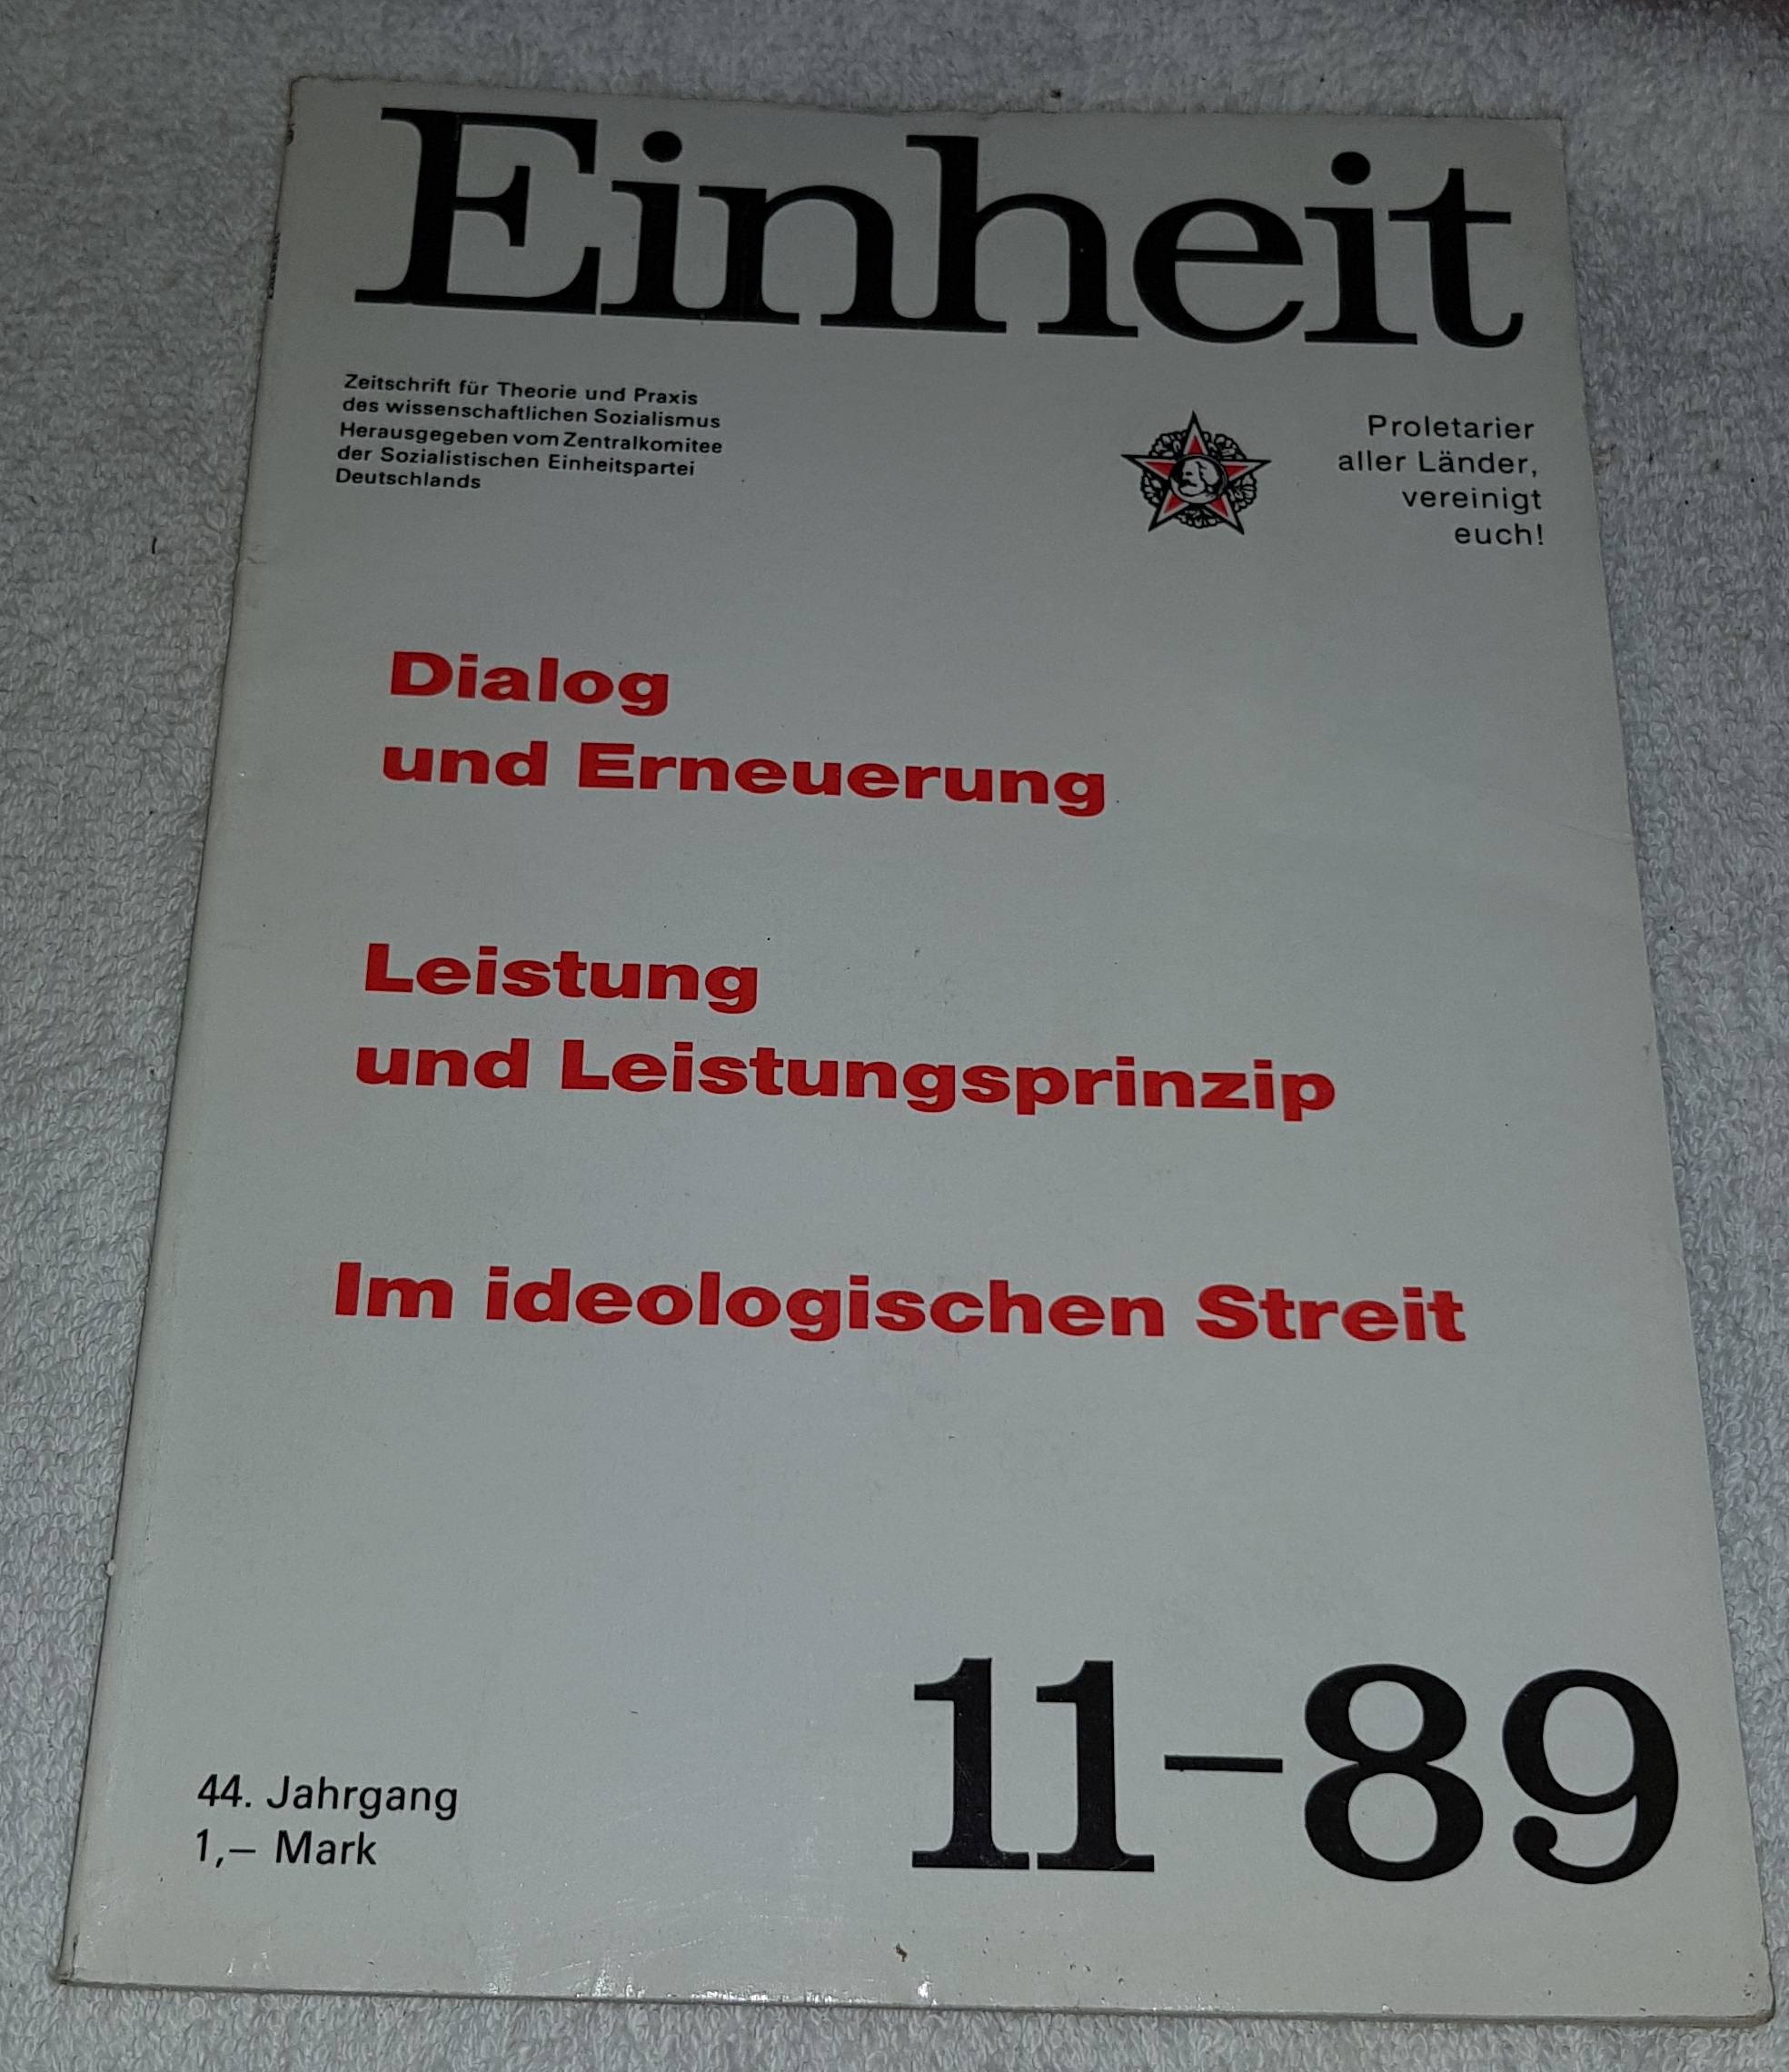 Einheit
Zeitschrift für Theorie und Praxis
des wissenschaftlichen Sozialismus
Herausgegeben vom Zentralkomitee
der Sozialistischen Einheitspartei
Deutschlands
Proletarier
aller Länder,
vereinigt
euch!
Dialog
und Erneuerung
Leistung
und Leistungsprinzip
Im ideologischen Streit
44. Jahrgang
1,– Mark
11–89